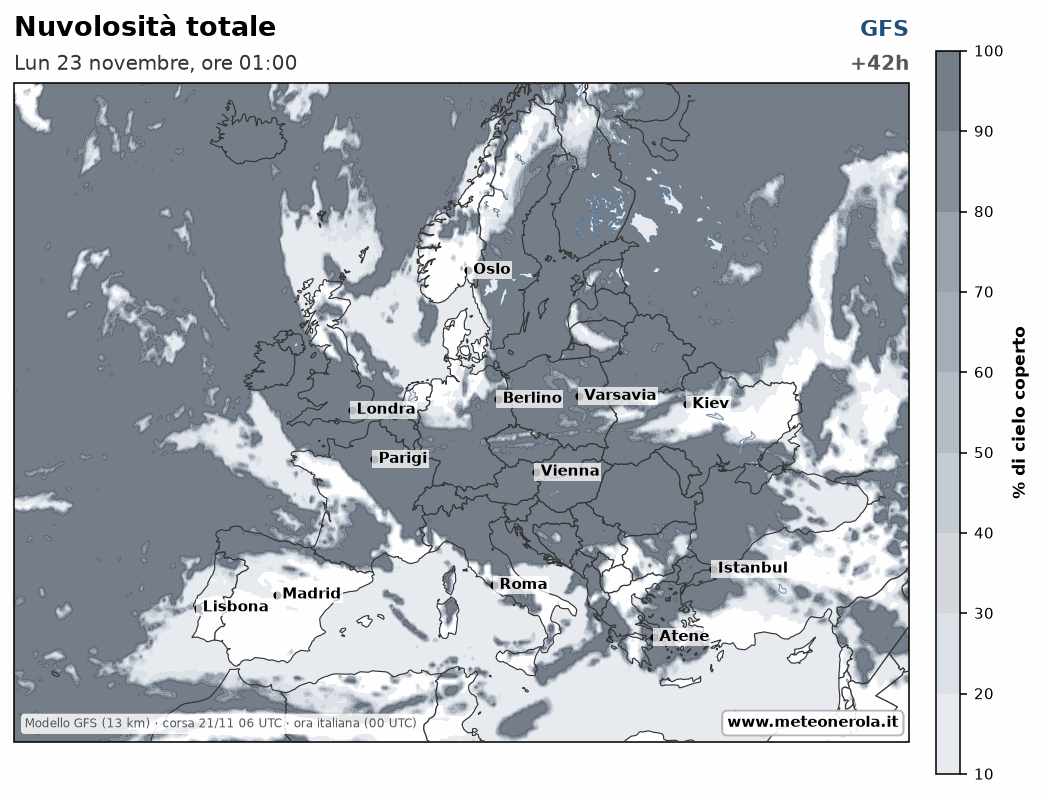 Nuvolosità totale
GFS
Lun 23 novembre, ore 01:00
+42h
100
90
80
70
60
50
40
30
20
10
% di cielo coperto
Oslo
Berlino
Varsavia
Kiev
Londra
Parigi
Vienna
Istanbul
Roma
Madrid
Lisbona
Atene
Modello GFS (13 km) · corsa 21/11 06 UTC · ora italiana (00 UTC)
www.meteonerola.it